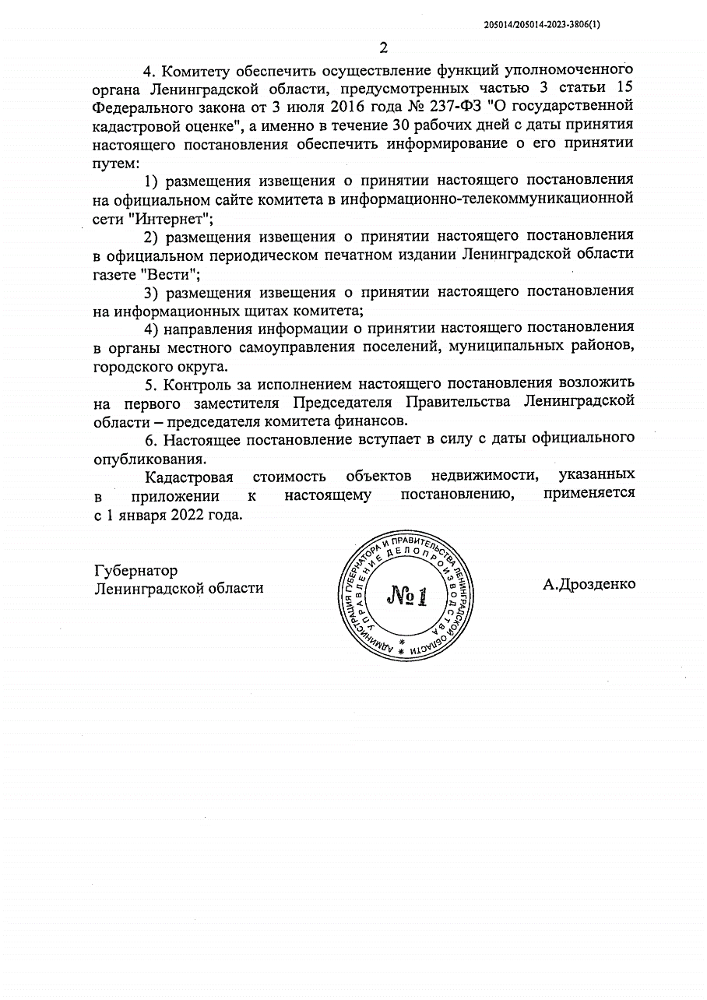 205014/205014-2023-3806(1)
2
4. Комитету обеспечить осуществление функций уполномоченного
органа Ленинградской области, предусмотренных частью 3 статьи 15
Федерального закона от 3 июля 2016 года № 237-ФЗ "О государственной
кадастровой оценке", а именно в течение 30 рабочих дней с даты принятия
настоящего постановления обеспечить информирование о его принятии
путем:
1) размещения извещения о принятии настоящего постановления
на официальном сайте комитета в информационно-телекоммуникационной
сети "Интернет";
2) размещения извещения о принятии настоящего постановления
в официальном периодическом печатном издании Ленинградской области
газете "Вести";
3) размещения извещения о принятии настоящего постановления
на информационных щитах комитета;
4) направления информации о принятии настоящего постановления
в органы местного самоуправления поселений, муниципальных районов,
городского округа.
5. Контроль за исполнением настоящего постановления возложить
на первого заместителя Председателя Правительства Ленинградской
области – председателя комитета финансов.
6. Настоящее постановление вступает в силу с даты официального
опубликования.
Кадастровая стоимость объектов недвижимости, указанных
в приложении к настоящему постановлению, применяется
с 1 января 2022 года.
Губернатор
Ленинградской области
А.Дрозденко
АДМИНИСТРАЦИЯ ГУБЕРНАТОРА И ПРАВИТЕЛЬСТВА ЛЕНИНГРАДСКОЙ ОБЛАСТИ
УПРАВЛЕНИЕ ДЕЛОПРОИЗВОДСТВА
№1